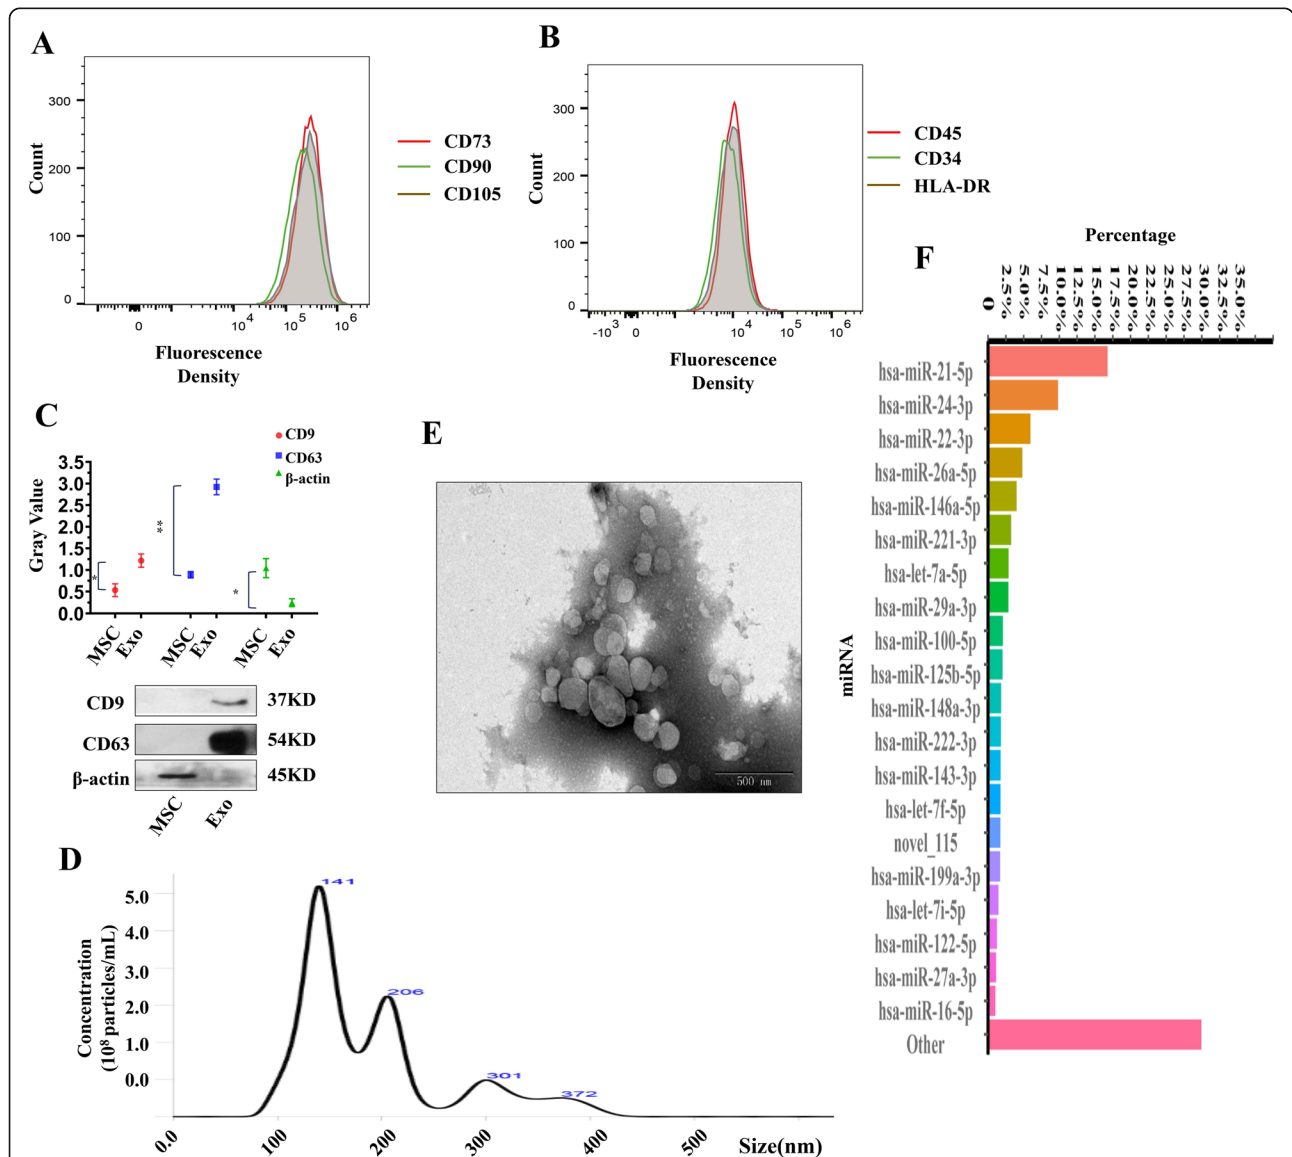 A
300
200
100
0
Count
0
10^4
10^5
10^6
Fluorescence
Density
CD73
CD90
CD105
B
300
200
100
0
Count
-10^3
0
10^4
10^5
10^6
Fluorescence
Density
CD45
CD34
HLA-DR
C
CD9
CD63
β-actin
3.5
3.0
2.5
2.0
1.5
1.0
0.5
0.0
Gray Value
*
**
*
MSC Exo MSC Exo MSC Exo
CD9 37KD
CD63 54KD
β-actin 45KD
MSC Exo
E
500 nm
D
5.0
4.0
3.0
2.0
1.0
0.0
Concentration
(10^8 particles/mL)
141
206
301
372
0.0 100 200 300 400 500
Size(nm)
F
Percentage
0 2.5% 5.0% 7.5% 10.0% 12.5% 15.0% 17.5% 20.0% 22.5% 25.0% 27.5% 30.0% 32.5% 35.0%
miRNA
hsa-miR-21-5p
hsa-miR-24-3p
hsa-miR-22-3p
hsa-miR-26a-5p
hsa-miR-146a-5p
hsa-miR-221-3p
hsa-let-7a-5p
hsa-miR-29a-3p
hsa-miR-100-5p
hsa-miR-125b-5p
hsa-miR-148a-3p
hsa-miR-222-3p
hsa-miR-143-3p
hsa-let-7f-5p
novel_115
hsa-miR-199a-3p
hsa-let-7i-5p
hsa-miR-122-5p
hsa-miR-27a-3p
hsa-miR-16-5p
Other